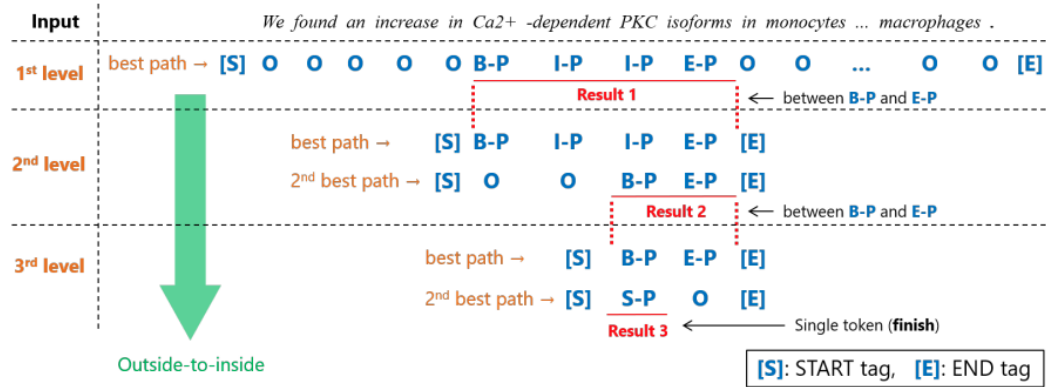 Input We found an increase in Ca2+ -dependent PKC isoforms in monocytes ... macrophages .
1st level best path → [S] O O O O O B-P I-P I-P E-P O O ... O O [E]
Result 1 ← between B-P and E-P
best path → [S] B-P I-P I-P E-P [E]
2nd level
2nd best path → [S] O O B-P E-P [E]
Result 2 ← between B-P and E-P
3rd level best path → [S] B-P E-P [E]
2nd best path → [S] S-P O [E]
Result 3 ← Single token (finish)
Outside-to-inside
[S]: START tag, [E]: END tag